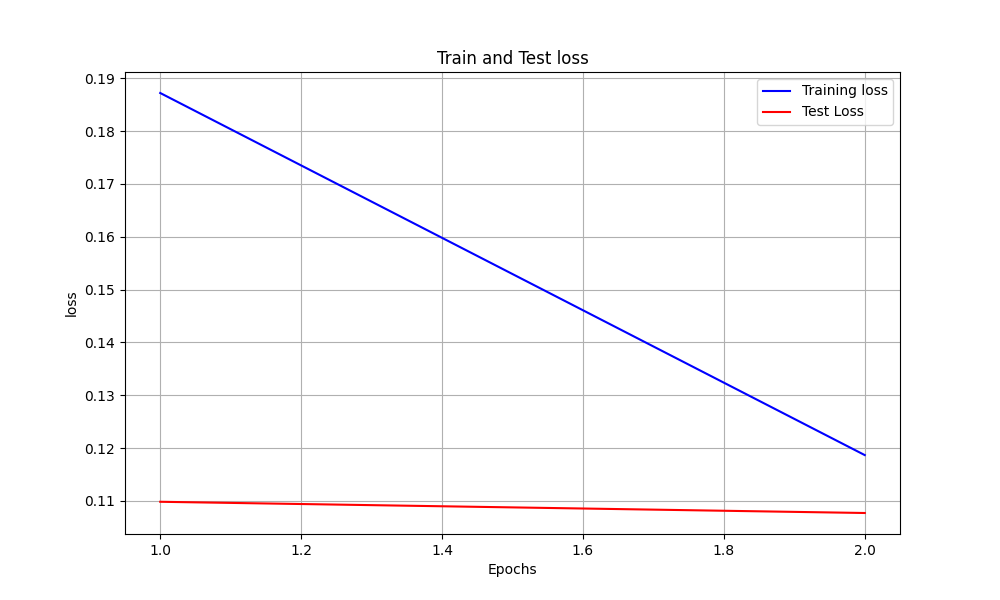 Train and Test loss
Training loss
Test Loss
0.19
0.18
0.17
0.16
0.15
0.14
0.13
0.12
0.11
loss
1.0 1.2 1.4 1.6 1.8 2.0
Epochs